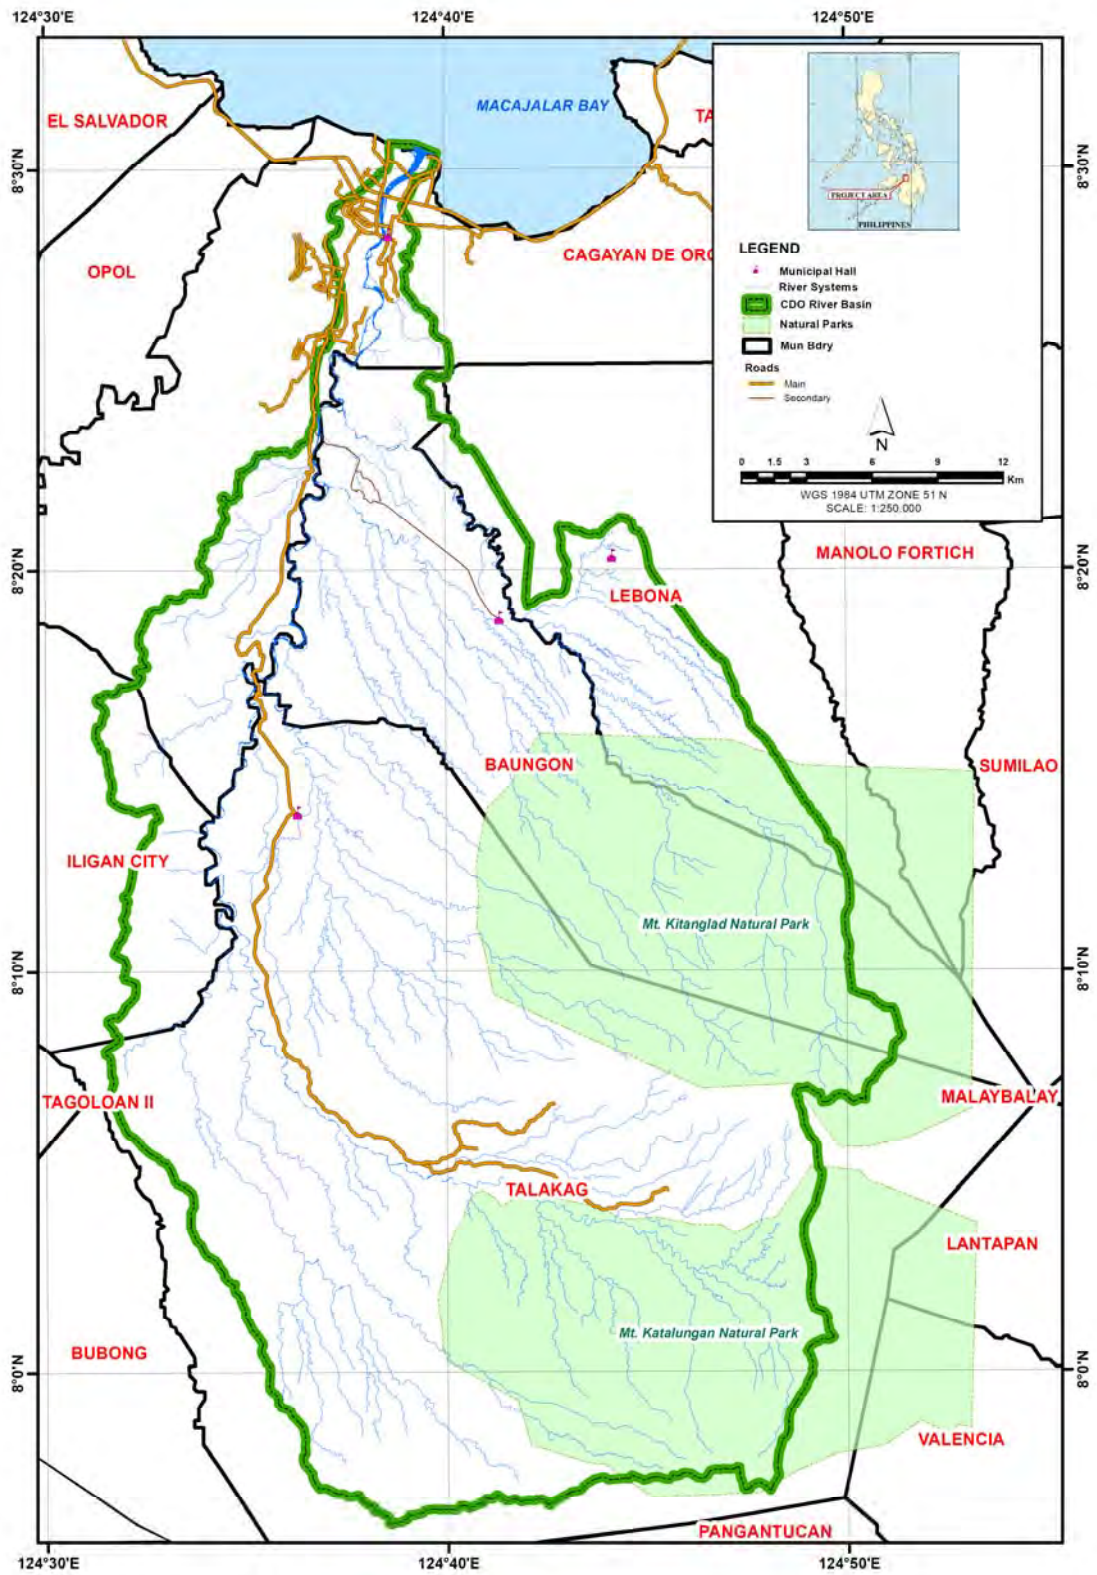 124°30'E
124°40'E
124°50'E
MACAJALAR BAY
EL SALVADOR
TA
8°30'N
8°30'N
PROJECT AREA
PHILIPPINES
OPOL
CAGAYAN DE ORO
LEGEND
Municipal Hall
River Systems
CDO River Basin
Natural Parks
Mun Bdry
Roads
Main
Secondary
N
0 1.5 3 6 9 12
Km
WGS 1984 UTM ZONE 51 N
SCALE: 1:250.000
MANOLO FORTICH
8°20'N
8°20'N
LEBONA
BAUNGON
SUMILAO
ILIGAN CITY
Mt. Kitanglad Natural Park
8°10'N
8°10'N
TAGOLOAN II
MALAYBALAY
TALAKAG
LANTAPAN
Mt. Katalungan Natural Park
BUBONG
8°0'N
8°0'N
VALENCIA
PANGANTUCAN
124°30'E
124°40'E
124°50'E